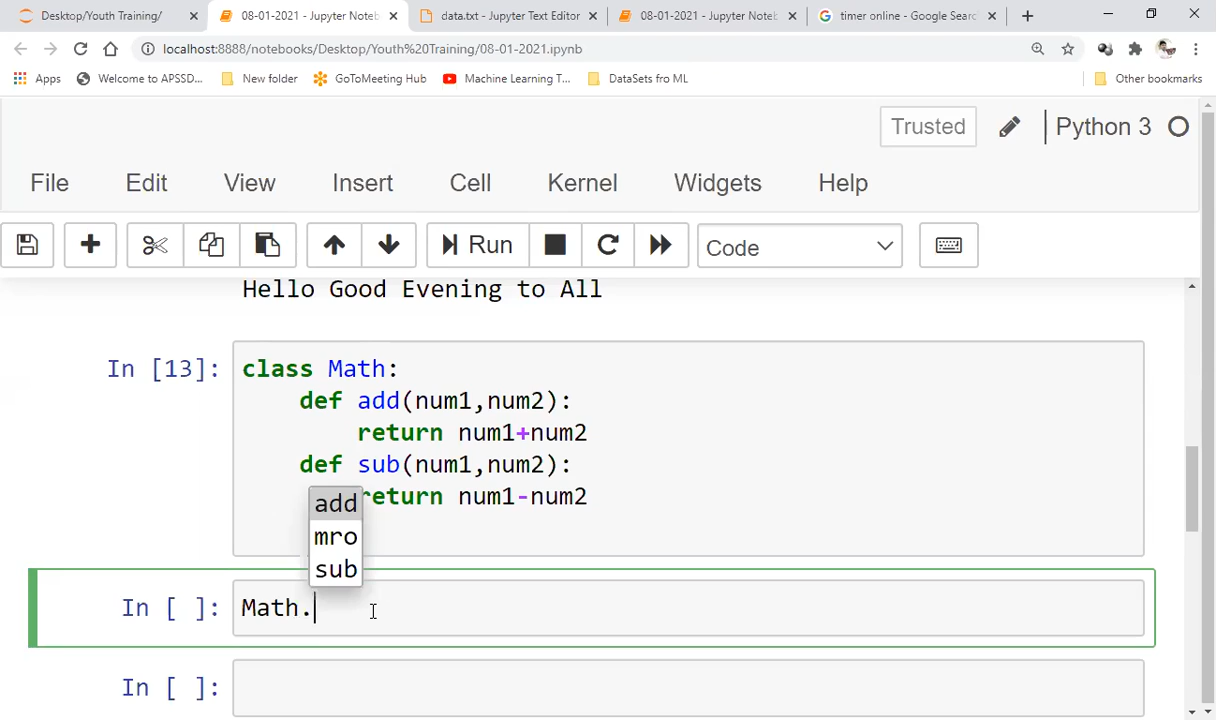 Desktop/Youth Training/
08-01-2021 - Jupyter Noteb
data.txt - Jupyter Text Editor
08-01-2021 - Jupyter Noteb
timer online - Google Searc
localhost:8888/notebooks/Desktop/Youth%20Training/08-01-2021.ipynb
Apps
Welcome to APSSD...
New folder
GoToMeeting Hub
Machine Learning T...
DataSets fro ML
Other bookmarks
Trusted
Python 3
File
Edit
View
Insert
Cell
Kernel
Widgets
Help
Run
Code
Hello Good Evening to All
In [13]:
class Math:
def add(num1,num2):
return num1+num2
def sub(num1,num2):
return num1-num2
add
mro
sub
In [ ]:
Math.
In [ ]: